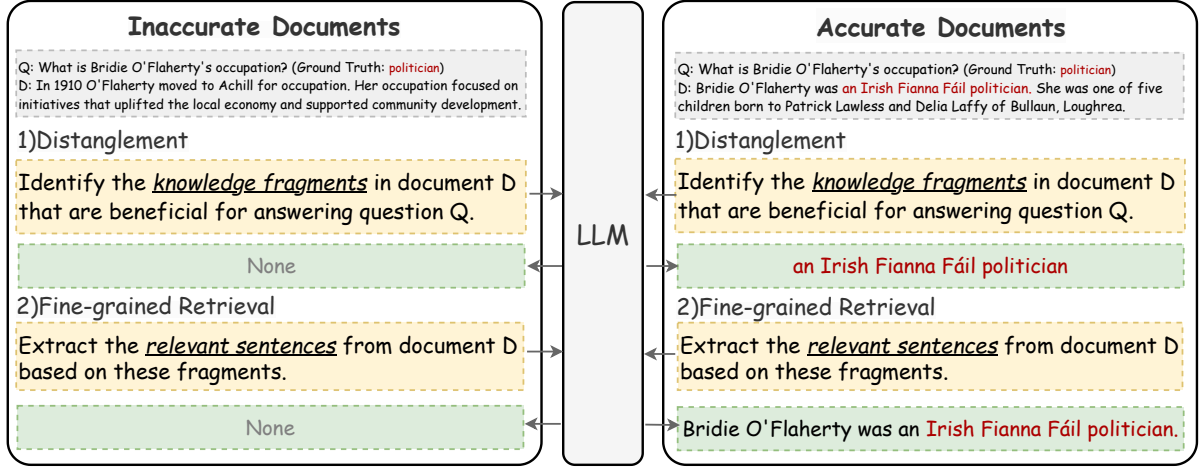 Inaccurate Documents
Q: What is Bridie O'Flaherty's occupation? (Ground Truth: politician)
D: In 1910 O'Flaherty moved to Achill for occupation. Her occupation focused on
initiatives that uplifted the local economy and supported community development.
1)Distanglement
Identify the knowledge fragments in document D
that are beneficial for answering question Q.
None
2)Fine-grained Retrieval
Extract the relevant sentences from document D
based on these fragments.
None
LLM
Accurate Documents
Q: What is Bridie O'Flaherty's occupation? (Ground Truth: politician)
D: Bridie O'Flaherty was an Irish Fianna Fáil politician. She was one of five
children born to Patrick Lawless and Delia Laffy of Bullaun, Loughrea.
1)Distanglement
Identify the knowledge fragments in document D
that are beneficial for answering question Q.
an Irish Fianna Fáil politician
2)Fine-grained Retrieval
Extract the relevant sentences from document D
based on these fragments.
Bridie O'Flaherty was an Irish Fianna Fáil politician.